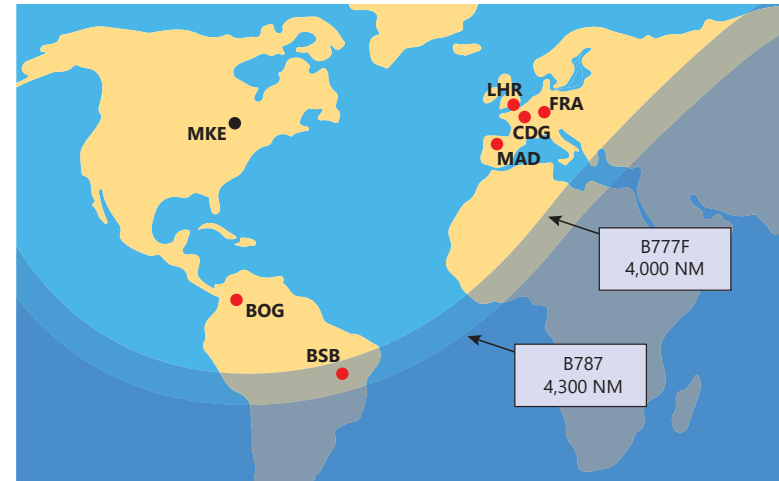 LHR
FRA
MKE
CDG
MAD
B777F
4,000 NM
BOG
BSB
B787
4,300 NM